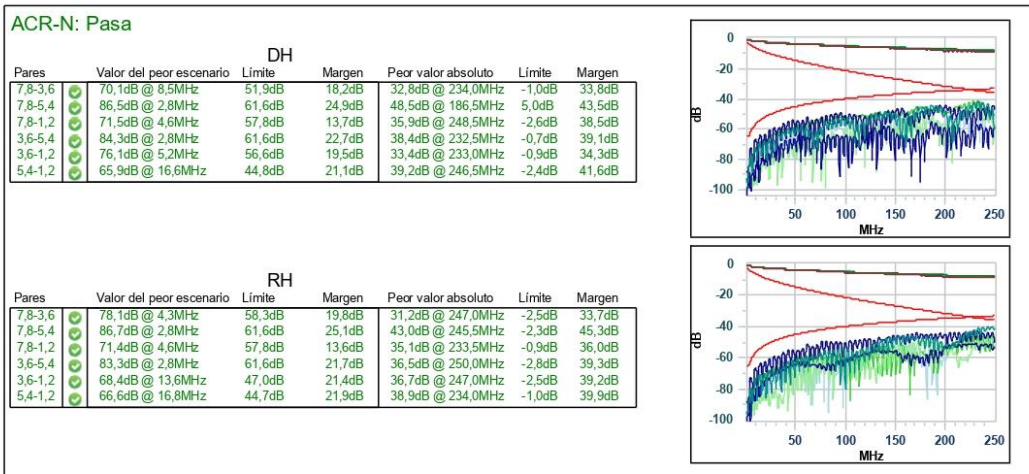 ACR-N: Pasa
DH
Pares Valor del peor escenario Límite Margen Peor valor absoluto Límite Margen
7,8-3,6 70,1dB @ 8,5MHz 51,9dB 18,2dB 32,8dB @ 234,0MHz -1,0dB 33,8dB
7,8-5,4 86,5dB @ 2,8MHz 61,6dB 24,9dB 48,5dB @ 186,5MHz 5,0dB 43,5dB
7,8-1,2 71,5dB @ 4,6MHz 57,8dB 13,7dB 35,9dB @ 248,5MHz -2,6dB 38,5dB
3,6-5,4 84,3dB @ 2,8MHz 61,6dB 22,7dB 38,4dB @ 232,5MHz -0,7dB 39,1dB
3,6-1,2 76,1dB @ 5,2MHz 56,6dB 19,5dB 33,4dB @ 233,0MHz -0,9dB 34,3dB
5,4-1,2 65,9dB @ 16,6MHz 44,8dB 21,1dB 39,2dB @ 246,5MHz -2,4dB 41,6dB
0
-20
-40
dB
-60
-80
-100
50 100 150 200 250
MHz
RH
Pares Valor del peor escenario Límite Margen Peor valor absoluto Límite Margen
7,8-3,6 78,1dB @ 4,3MHz 58,3dB 19,8dB 31,2dB @ 247,0MHz -2,5dB 33,7dB
7,8-5,4 86,7dB @ 2,8MHz 61,6dB 25,1dB 43,0dB @ 245,5MHz -2,3dB 45,3dB
7,8-1,2 71,4dB @ 4,6MHz 57,8dB 13,6dB 35,1dB @ 233,5MHz -0,9dB 36,0dB
3,6-5,4 83,3dB @ 2,8MHz 61,6dB 21,7dB 36,5dB @ 250,0MHz -2,8dB 39,3dB
3,6-1,2 68,4dB @ 13,6MHz 47,0dB 21,4dB 36,7dB @ 247,0MHz -2,5dB 39,2dB
5,4-1,2 66,6dB @ 16,8MHz 44,7dB 21,9dB 38,9dB @ 234,0MHz -1,0dB 39,9dB
0
-20
-40
dB
-60
-80
-100
50 100 150 200 250
MHz